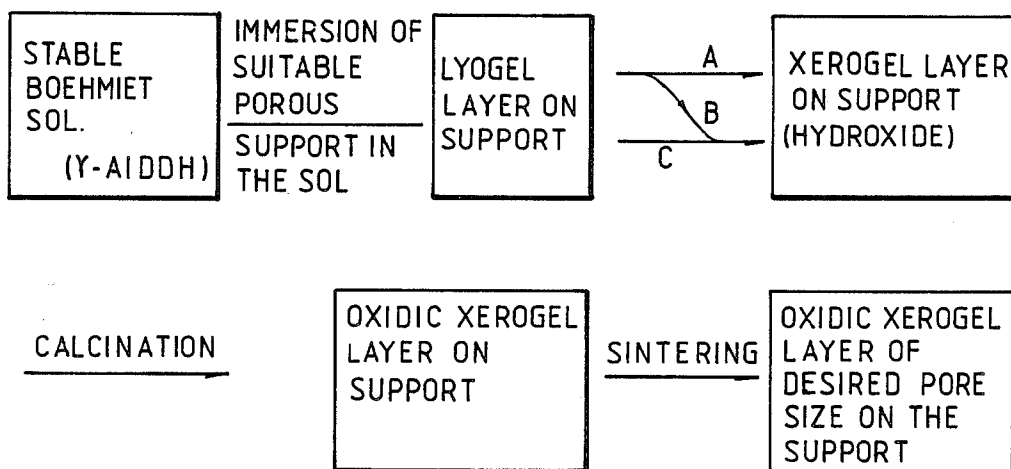 STABLE
BOEHMIET
SOL.
(Y-AIDDH)
IMMERSION OF
SUITABLE
POROUS
SUPPORT IN
THE SOL
LYOGEL
LAYER ON
SUPPORT
A
B
C
XEROGEL LAYER
ON SUPPORT
(HYDROXIDE)
CALCINATION
OXIDIC XEROGEL
LAYER ON
SUPPORT
SINTERING
OXIDIC XEROGEL
LAYER OF
DESIRED PORE
SIZE ON THE
SUPPORT